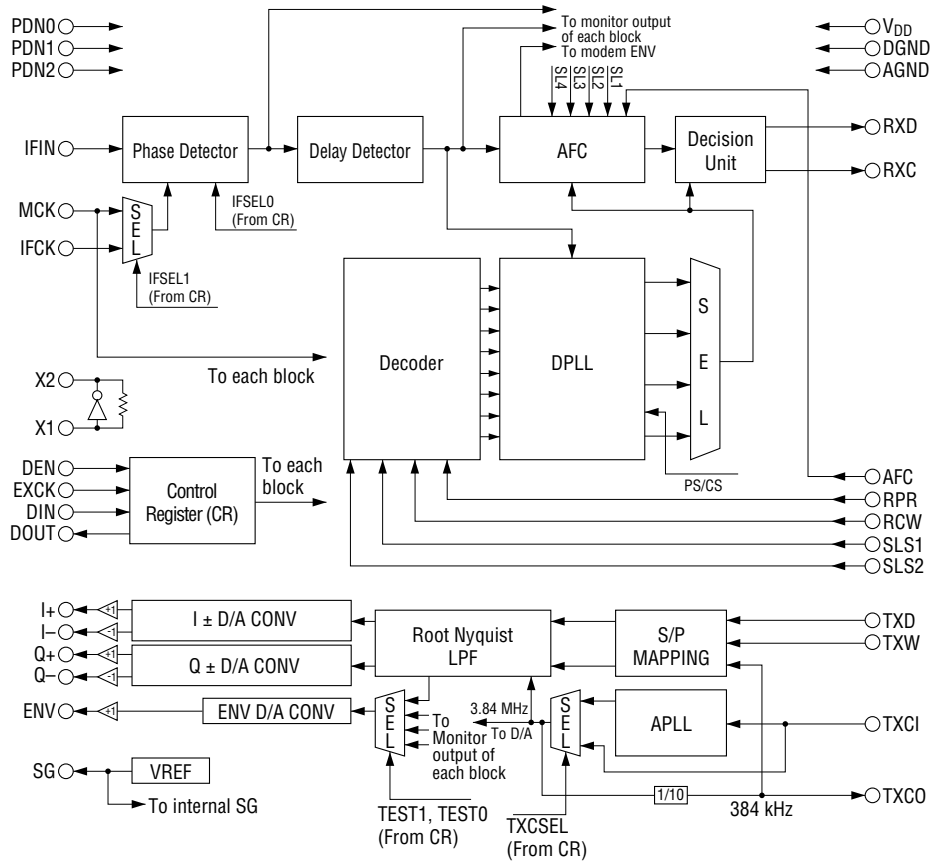 PDN0
PDN1
PDN2
To monitor output
of each block
To modem ENV
VDD
DGND
AGND
SL4
SL3
SL2
SL1
IFIN
Phase Detector
Delay Detector
AFC
Decision
Unit
RXD
RXC
MCK
IFCK
SEL
IFSEL0
(From CR)
IFSEL1
(From CR)
To each block
Decoder
DPLL
S
E
L
PS/CS
X2
X1
DEN
EXCK
DIN
DOUT
Control
Register (CR)
To each
block
AFC
RPR
RCW
SLS1
SLS2
I+
I−
Q+
Q−
+1
−1
+1
−1
I ± D/A CONV
Q ± D/A CONV
Root Nyquist
LPF
S/P
MAPPING
TXD
TXW
ENV
+1
ENV D/A CONV
SEL
To
Monitor
output of
each block
3.84 MHz
To D/A
SEL
APLL
TXCI
SG
VREF
To internal SG
TEST1, TEST0
(From CR)
TXCSEL
(From CR)
1/10
384 kHz
TXCO